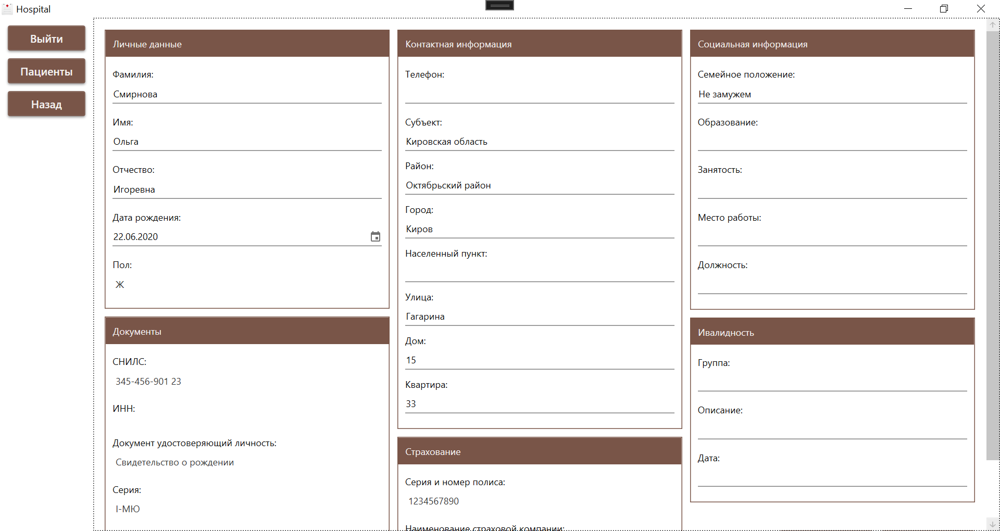 Hospital
Выйти
Пациенты
Назад
Личные данные
Фамилия:
Смирнова
Имя:
Ольга
Отчество:
Игоревна
Дата рождения:
22.06.2020
Пол:
Ж
Документы
СНИЛС:
345-456-901 23
ИНН:
Документ удостоверяющий личность:
Свидетельство о рождении
Серия:
I-МЮ
Контактная информация
Телефон:
Субъект:
Кировская область
Район:
Октябрьский район
Город:
Киров
Населенный пункт:
Улица:
Гагарина
Дом:
15
Квартира:
33
Страхование
Серия и номер полиса:
1234567890
Наименование страховой компании:
Социальная информация
Семейное положение:
Не замужем
Образование:
Занятость:
Место работы:
Должность:
Ивалидность
Группа:
Описание:
Дата: